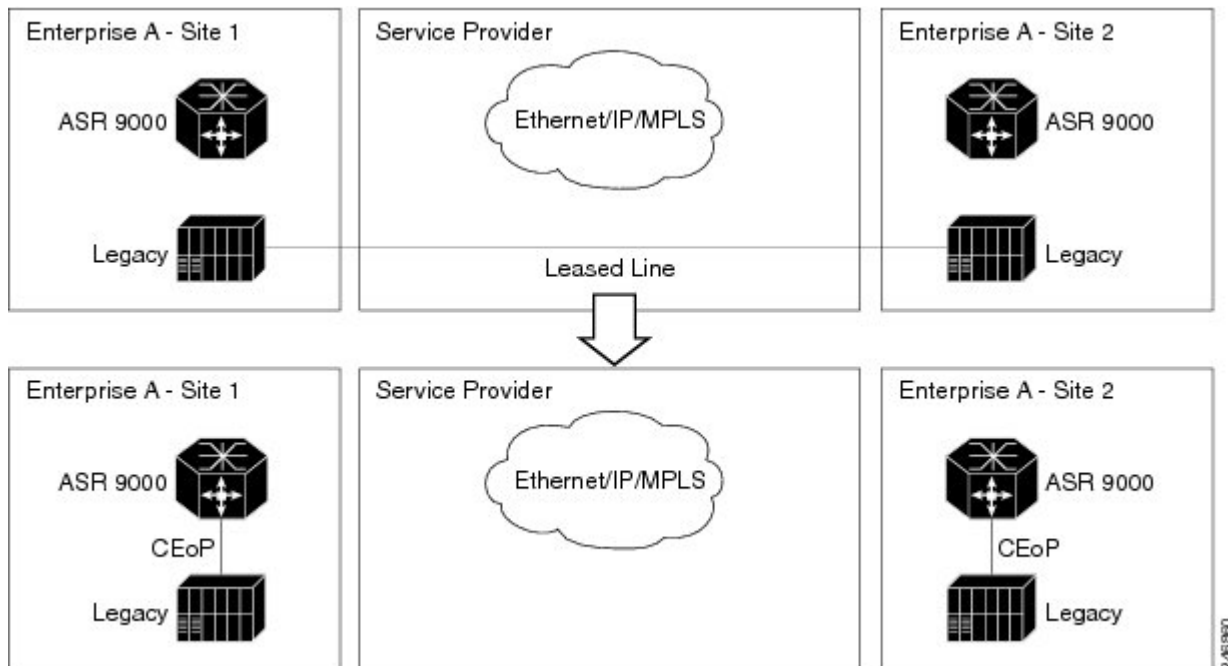 Enterprise A - Site 1
Service Provider
Enterprise A - Site 2
ASR 9000
Ethernet/IP/MPLS
ASR 9000
Legacy
Leased Line
Legacy
Enterprise A - Site 1
Service Provider
Enterprise A - Site 2
ASR 9000
Ethernet/IP/MPLS
ASR 9000
CEoP
CEoP
Legacy
Legacy